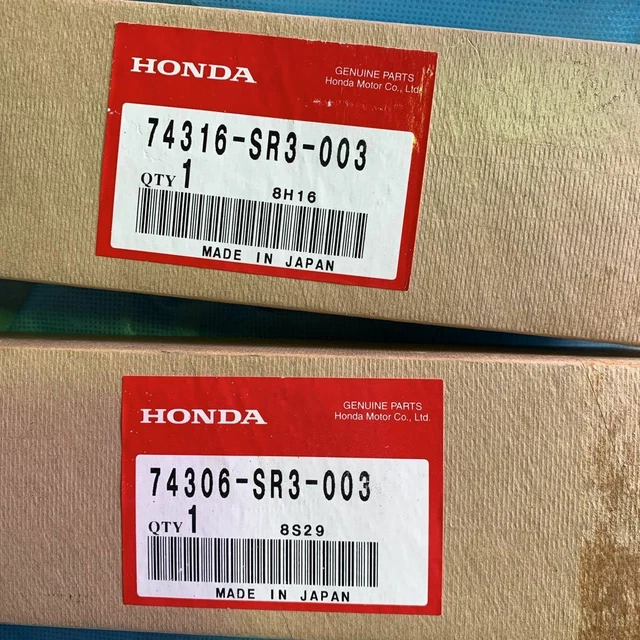 HONDA
GENUINE PARTS
Honda Motor Co., Ltd.
74316-SR3-003
QTY 1
8H16
MADE IN JAPAN
HONDA
GENUINE PARTS
Honda Motor Co., Ltd.
74306-SR3-003
QTY 1
8S29
MADE IN JAPAN